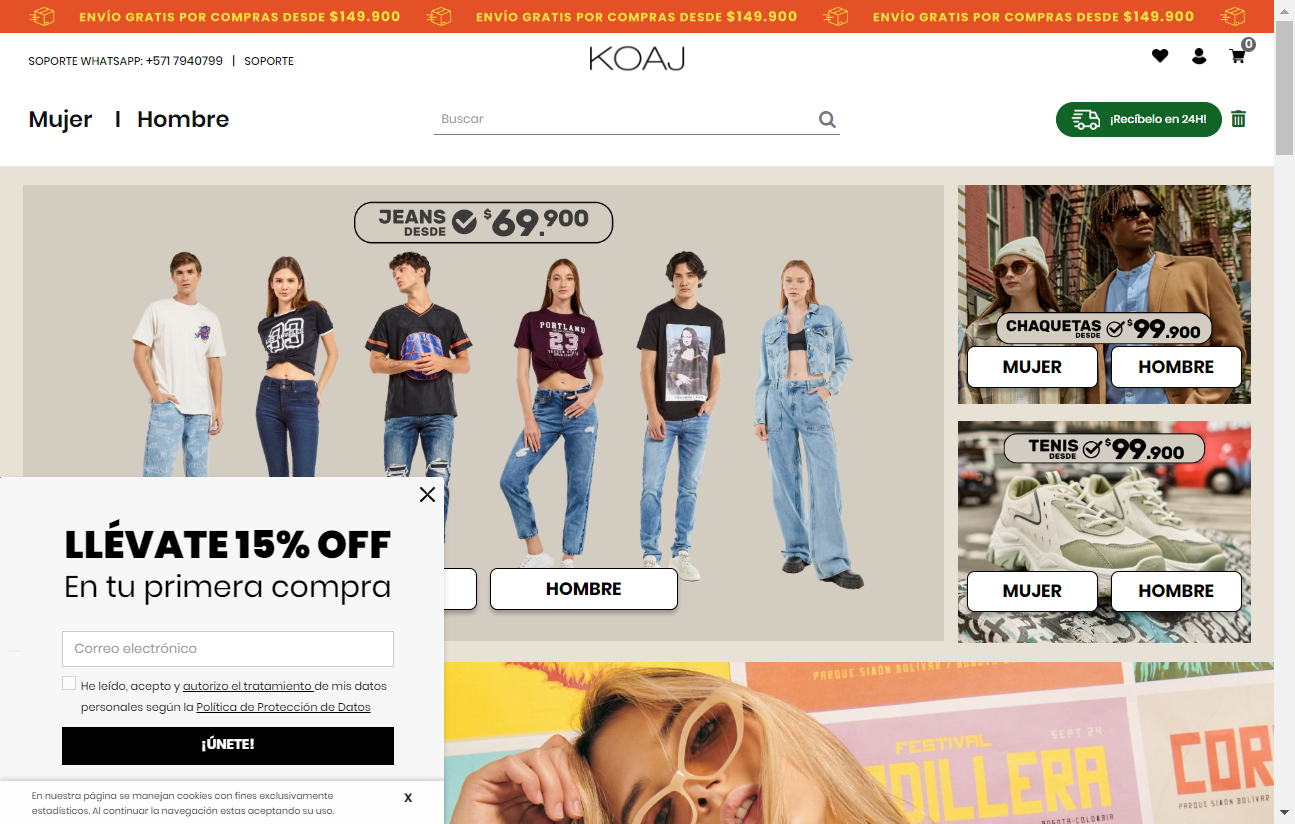 ENVÍO GRATIS POR COMPRAS DESDE $149.900
ENVÍO GRATIS POR COMPRAS DESDE $149.900
ENVÍO GRATIS POR COMPRAS DESDE $149.900
SOPORTE WHATSAPP: +571 7940799 | SOPORTE
KOAJ
0
Mujer I Hombre
Buscar
¡Recíbelo en 24H!
JEANS DESDE $69.900
PORTLAND
23
CHAQUETAS DESDE $99.900
MUJER
HOMBRE
TENIS DESDE $99.900
MUJER
HOMBRE
HOMBRE
LLÉVATE 15% OFF
En tu primera compra
Correo electrónico
He leído, acepto y autorizo el tratamiento de mis datos
personales según la Política de Protección de Datos
¡ÚNETE!
En nuestra página se manejan cookies con fines exclusivamente
estadísticos. Al continuar la navegación estas aceptando su uso.
X
PARQUE SIMÓN BOLÍVAR / BOGOTÁ
SEPT 24
FESTIVAL
DILLERA
BOGOTA-COLOMBIA
COR
PARQUE SIMÓN BOLÍVAR